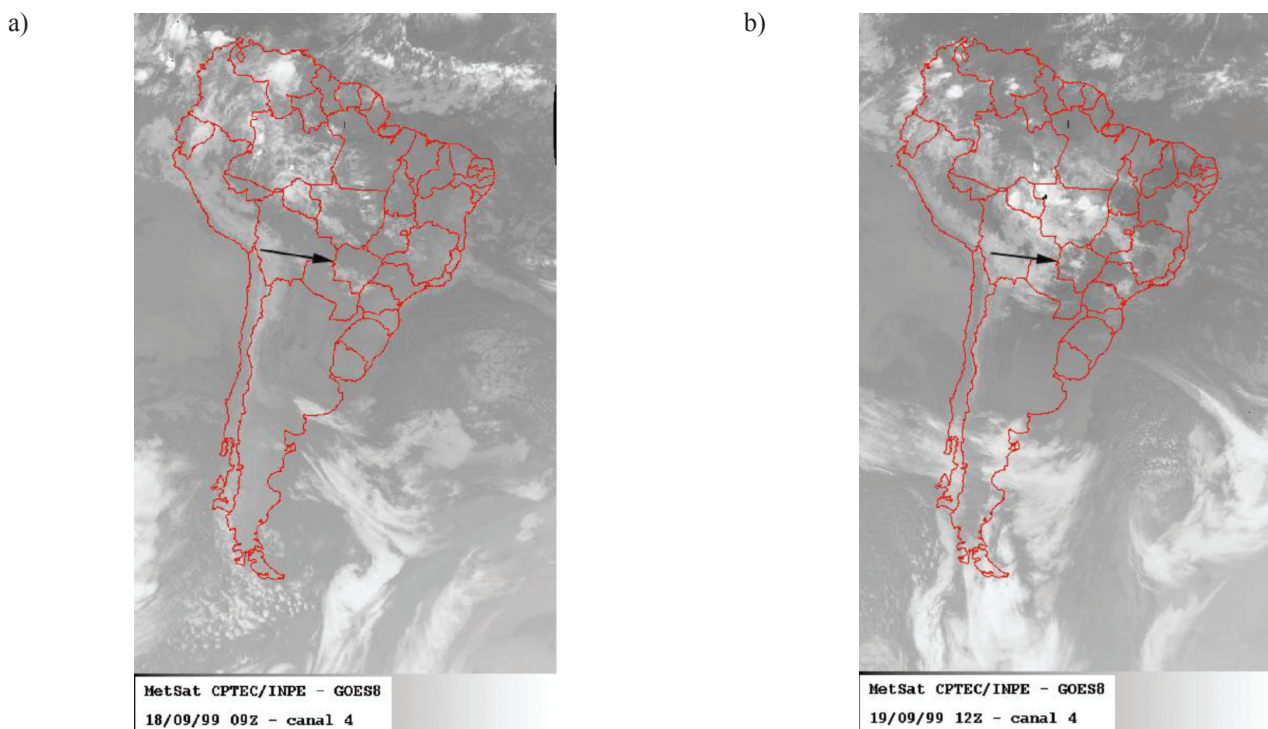 a)
b)
MetSat CPTEC/INPE - GOES8
18/09/99 09Z - canal 4
MetSat CPTEC/INPE - GOES8
19/09/99 12Z - canal 4